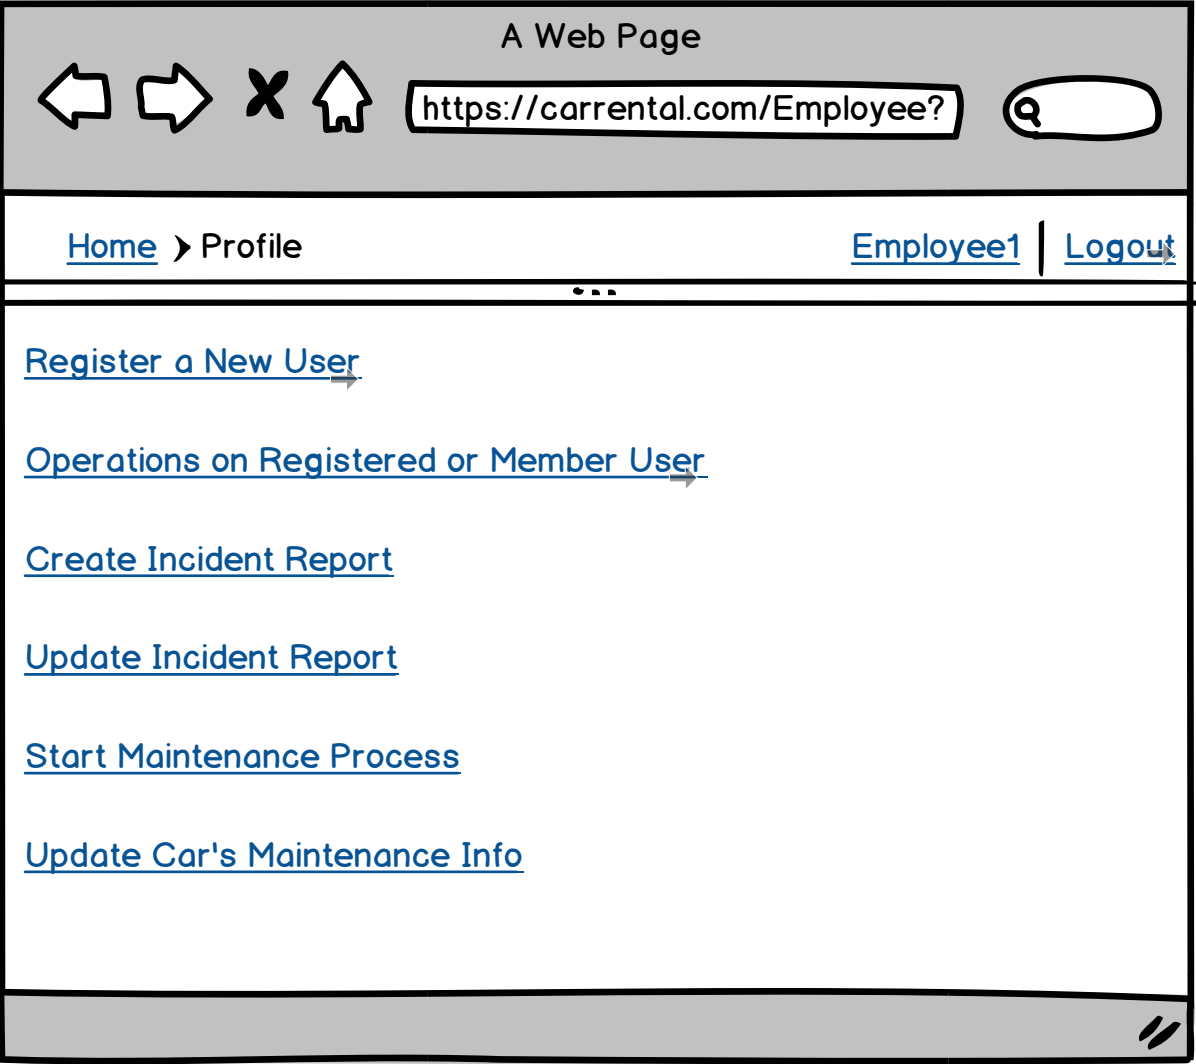 A Web Page
https://carrental.com/Employee?
Home Profile Employee1 Logout
Register a New User
Operations on Registered or Member User
Create Incident Report
Update Incident Report
Start Maintenance Process
Update Car's Maintenance Info